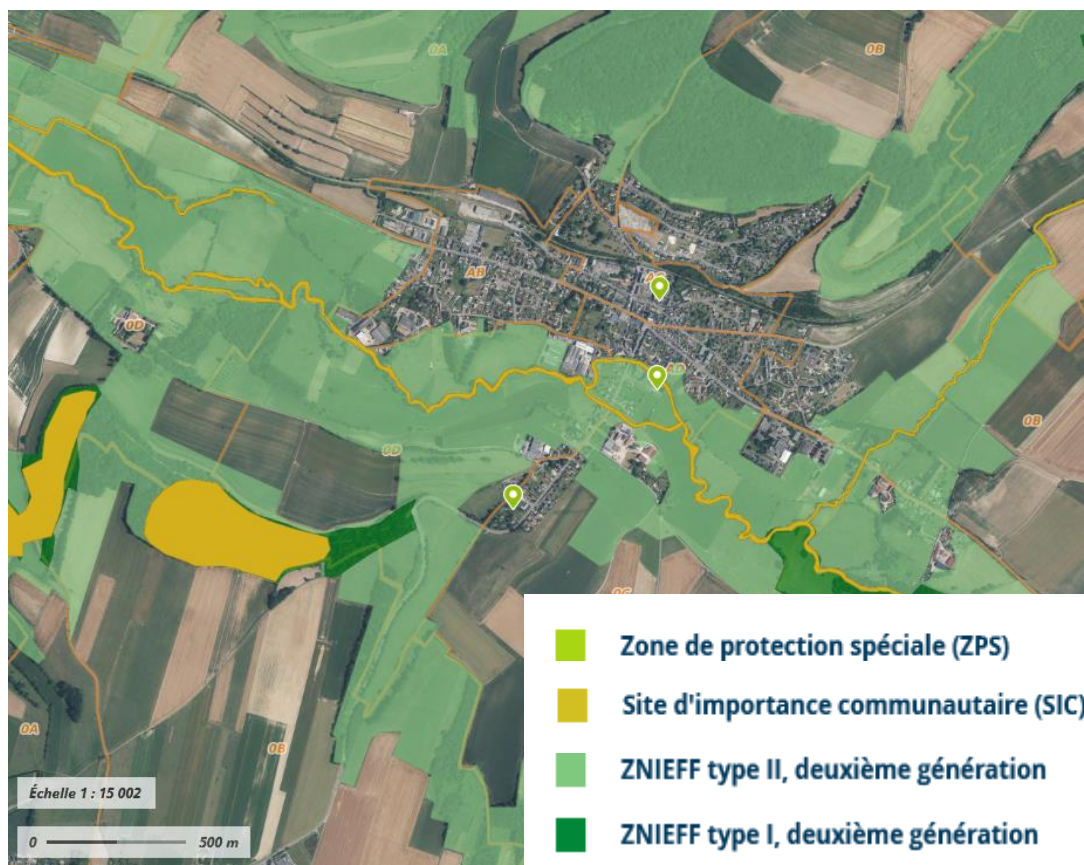 0A
0B
AB
0D
AD
0D
0B
0A
0B
Échelle 1 : 15 002
0 500 m
Zone de protection spéciale (ZPS)
Site d'importance communautaire (SIC)
ZNIEFF type II, deuxième génération
ZNIEFF type I, deuxième génération